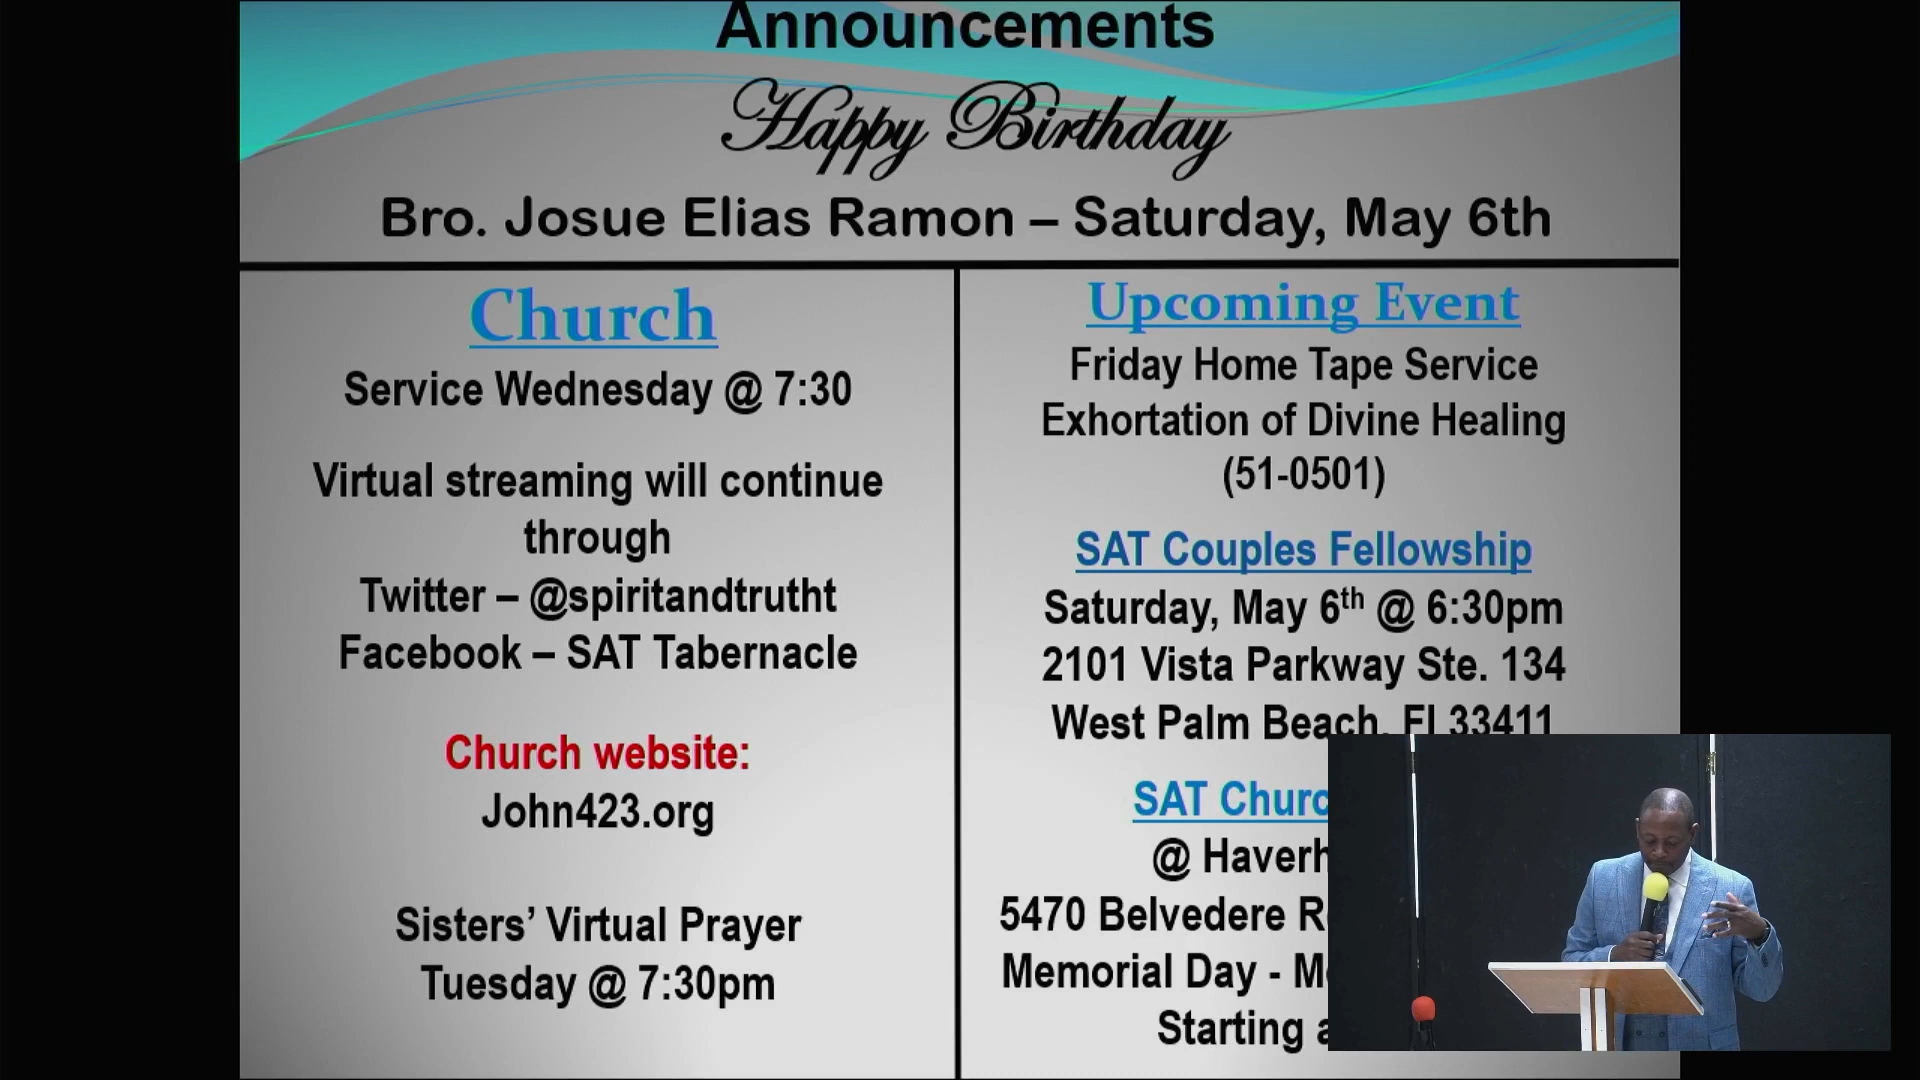 Announcements
Happy Birthday
Bro. Josue Elias Ramon – Saturday, May 6th
Church
Service Wednesday @ 7:30
Virtual streaming will continue
through
Twitter – @spiritandtrutht
Facebook – SAT Tabernacle
Church website:
John423.org
Sisters’ Virtual Prayer
Tuesday @ 7:30pm
Upcoming Event
Friday Home Tape Service
Exhortation of Divine Healing
(51-0501)
SAT Couples Fellowship
Saturday, May 6th @ 6:30pm
2101 Vista Parkway Ste. 134
West Palm Beach, Fl 33411
SAT
@
5470 Belvedere
Memorial Day -
Starting